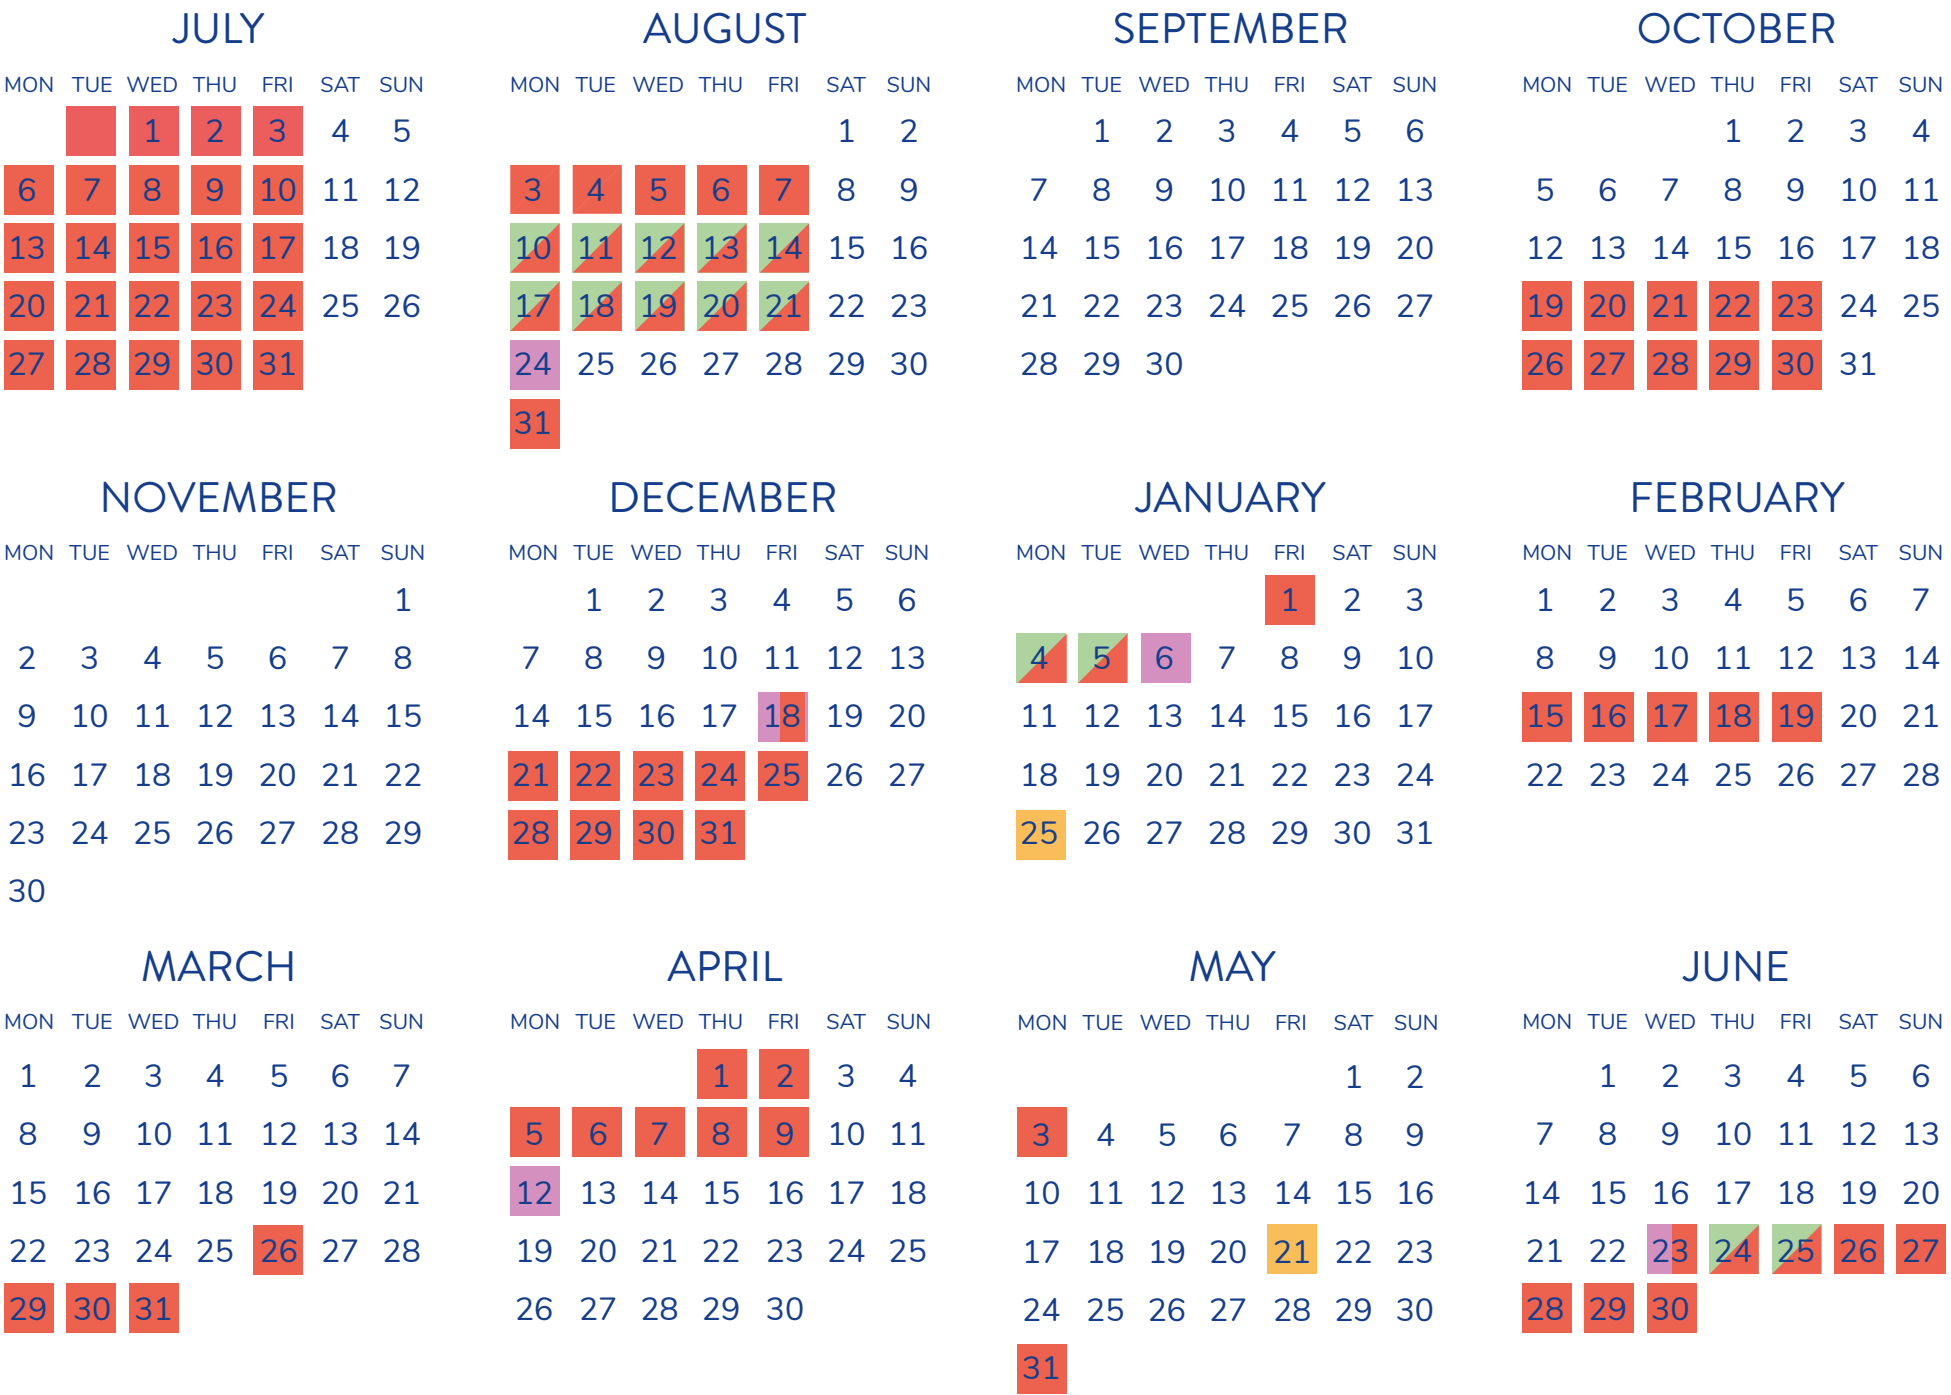 JULY
MON TUE WED THU FRI SAT SUN
1 2 3 4 5
6 7 8 9 10 11 12
13 14 15 16 17 18 19
20 21 22 23 24 25 26
27 28 29 30 31
AUGUST
MON TUE WED THU FRI SAT SUN
1 2
3 4 5 6 7 8 9
10 11 12 13 14 15 16
17 18 19 20 21 22 23
24 25 26 27 28 29 30
31
SEPTEMBER
MON TUE WED THU FRI SAT SUN
1 2 3 4 5 6
7 8 9 10 11 12 13
14 15 16 17 18 19 20
21 22 23 24 25 26 27
28 29 30
OCTOBER
MON TUE WED THU FRI SAT SUN
1 2 3 4
5 6 7 8 9 10 11
12 13 14 15 16 17 18
19 20 21 22 23 24 25
26 27 28 29 30 31
NOVEMBER
MON TUE WED THU FRI SAT SUN
1
2 3 4 5 6 7 8
9 10 11 12 13 14 15
16 17 18 19 20 21 22
23 24 25 26 27 28 29
30
DECEMBER
MON TUE WED THU FRI SAT SUN
1 2 3 4 5 6
7 8 9 10 11 12 13
14 15 16 17 18 19 20
21 22 23 24 25 26 27
28 29 30 31
JANUARY
MON TUE WED THU FRI SAT SUN
1 2 3
4 5 6 7 8 9 10
11 12 13 14 15 16 17
18 19 20 21 22 23 24
25 26 27 28 29 30 31
FEBRUARY
MON TUE WED THU FRI SAT SUN
1 2 3 4 5 6 7
8 9 10 11 12 13 14
15 16 17 18 19 20 21
22 23 24 25 26 27 28
MARCH
MON TUE WED THU FRI SAT SUN
1 2 3 4 5 6 7
8 9 10 11 12 13 14
15 16 17 18 19 20 21
22 23 24 25 26 27 28
29 30 31
APRIL
MON TUE WED THU FRI SAT SUN
1 2 3 4
5 6 7 8 9 10 11
12 13 14 15 16 17 18
19 20 21 22 23 24 25
26 27 28 29 30
MAY
MON TUE WED THU FRI SAT SUN
1 2
3 4 5 6 7 8 9
10 11 12 13 14 15 16
17 18 19 20 21 22 23
24 25 26 27 28 29 30
31
JUNE
MON TUE WED THU FRI SAT SUN
1 2 3 4 5 6
7 8 9 10 11 12 13
14 15 16 17 18 19 20
21 22 23 24 25 26 27
28 29 30